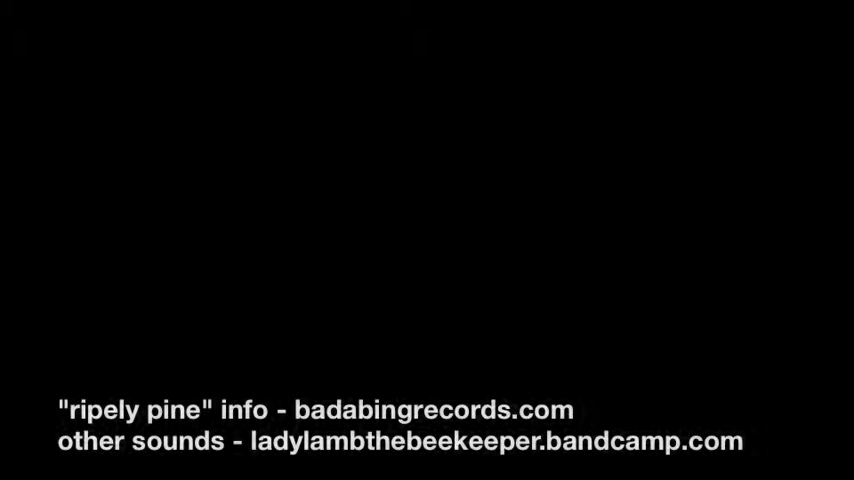 "ripely pine" info - badabingrecords.com
other sounds - ladylambthebeekeeper.bandcamp.com